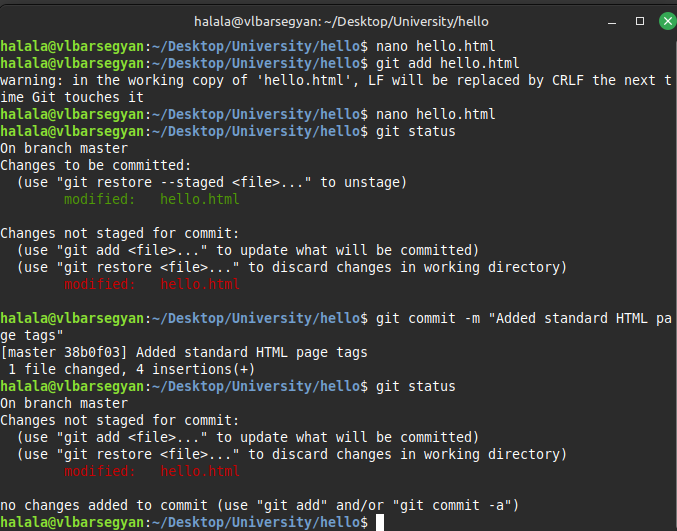 halala@vlbarsegyan: ~/Desktop/University/hello
halala@vlbarsegyan:~/Desktop/University/hello$ nano hello.html
halala@vlbarsegyan:~/Desktop/University/hello$ git add hello.html
warning: in the working copy of 'hello.html', LF will be replaced by CRLF the next t
ime Git touches it
halala@vlbarsegyan:~/Desktop/University/hello$ nano hello.html
halala@vlbarsegyan:~/Desktop/University/hello$ git status
On branch master
Changes to be committed:
  (use "git restore --staged <file>..." to unstage)
        modified:   hello.html

Changes not staged for commit:
  (use "git add <file>..." to update what will be committed)
  (use "git restore <file>..." to discard changes in working directory)
        modified:   hello.html

halala@vlbarsegyan:~/Desktop/University/hello$ git commit -m "Added standard HTML pa
ge tags"
[master 38b0f03] Added standard HTML page tags
 1 file changed, 4 insertions(+)
halala@vlbarsegyan:~/Desktop/University/hello$ git status
On branch master
Changes not staged for commit:
  (use "git add <file>..." to update what will be committed)
  (use "git restore <file>..." to discard changes in working directory)
        modified:   hello.html

no changes added to commit (use "git add" and/or "git commit -a")
halala@vlbarsegyan:~/Desktop/University/hello$